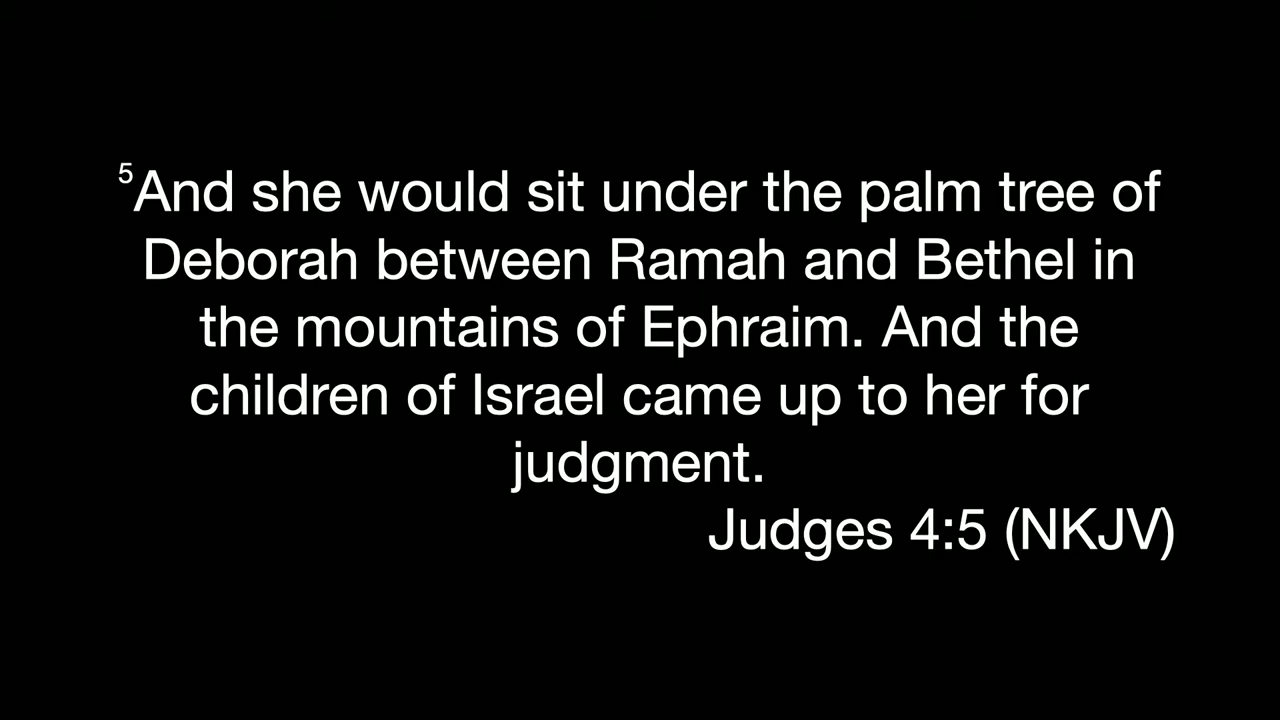 5And she would sit under the palm tree of
Deborah between Ramah and Bethel in
the mountains of Ephraim. And the
children of Israel came up to her for
judgment.
Judges 4:5 (NKJV)